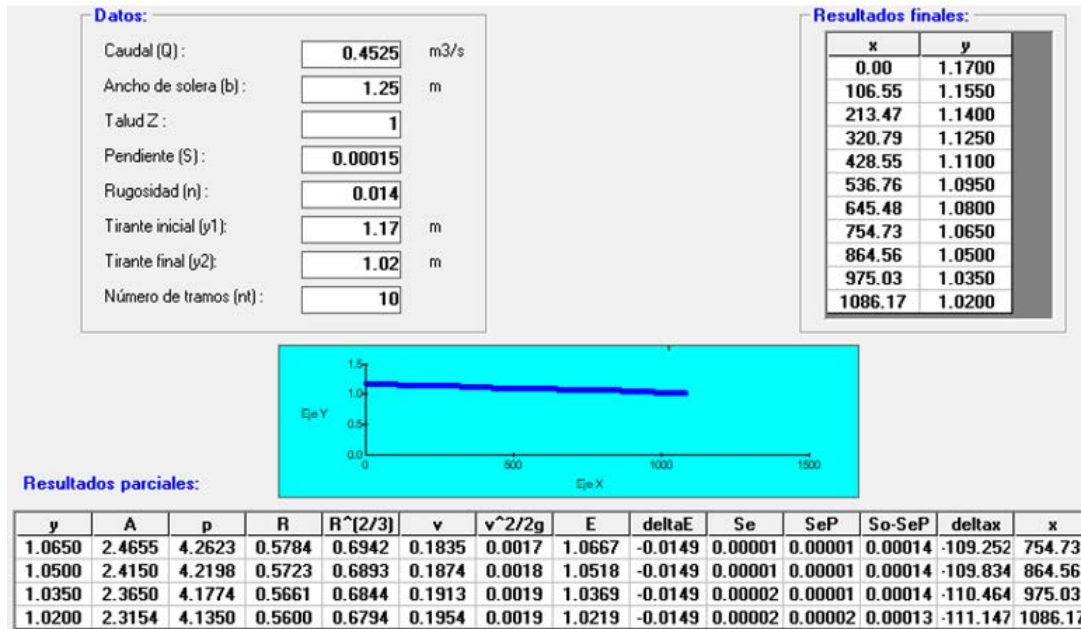 Datos:
Caudal (Q) : 0.4525 m3/s
Ancho de solera (b) : 1.25 m
Talud Z : 1
Pendiente (S) : 0.00015
Rugosidad (n) : 0.014
Tirante inicial (y1): 1.17 m
Tirante final (y2): 1.02 m
Número de tramos (nt) : 10
Resultados finales:
x y
0.00 1.1700
106.55 1.1550
213.47 1.1400
320.79 1.1250
428.55 1.1100
536.76 1.0950
645.48 1.0800
754.73 1.0650
864.56 1.0500
975.03 1.0350
1086.17 1.0200
1.5
1.0
Eje Y
0.5
0.0
0 500 1000 1500
Eje X
Resultados parciales:
y A p R R^(2/3) v v^2/2g E deltaE Se SeP So-SeP deltax x
1.0650 2.4655 4.2623 0.5784 0.6942 0.1835 0.0017 1.0667 -0.0149 0.00001 0.00001 0.00014 -109.252 754.73
1.0500 2.4150 4.2198 0.5723 0.6893 0.1874 0.0018 1.0518 -0.0149 0.00001 0.00001 0.00014 -109.834 864.56
1.0350 2.3650 4.1774 0.5661 0.6844 0.1913 0.0019 1.0369 -0.0149 0.00002 0.00001 0.00014 -110.464 975.03
1.0200 2.3154 4.1350 0.5600 0.6794 0.1954 0.0019 1.0219 -0.0149 0.00002 0.00002 0.00013 -111.147 1086.17